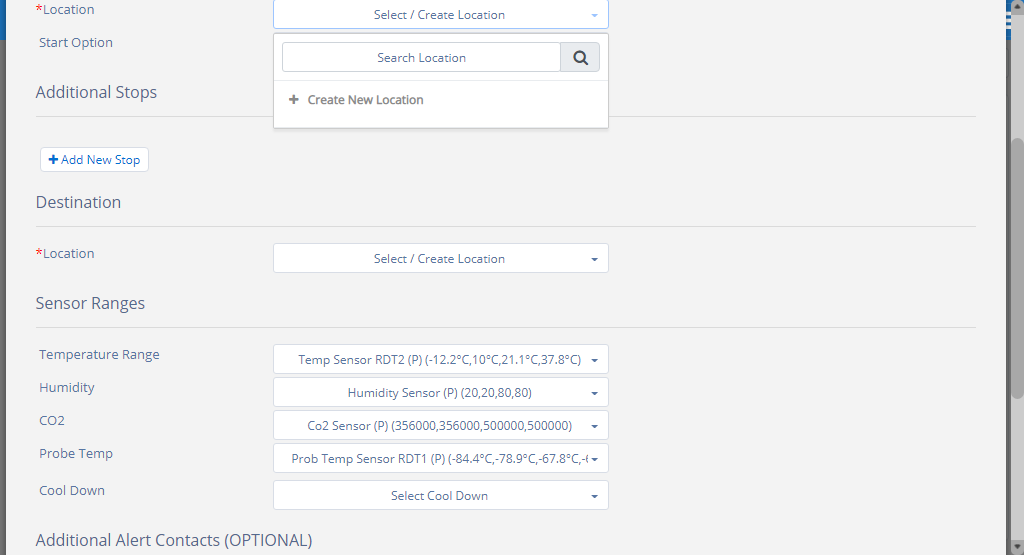 *Location
Select / Create Location
Start Option
Search Location
+ Create New Location
Additional Stops
+ Add New Stop
Destination
*Location
Select / Create Location
Sensor Ranges
Temperature Range
Temp Sensor RDT2 (P) (-12.2°C,10°C,21.1°C,37.8°C)
Humidity
Humidity Sensor (P) (20,20,80,80)
CO2
Co2 Sensor (P) (356000,356000,500000,500000)
Probe Temp
Prob Temp Sensor RDT1 (P) (-84.4°C,-78.9°C,-67.8°C,-
Cool Down
Select Cool Down
Additional Alert Contacts (OPTIONAL)